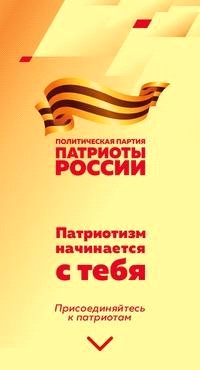 ПОЛИТИЧЕСКАЯ ПАРТИЯ
ПАТРИОТЫ
РОССИИ
Патриотизм
начинается
с тебя
Присоединяйтесь
к патриотам